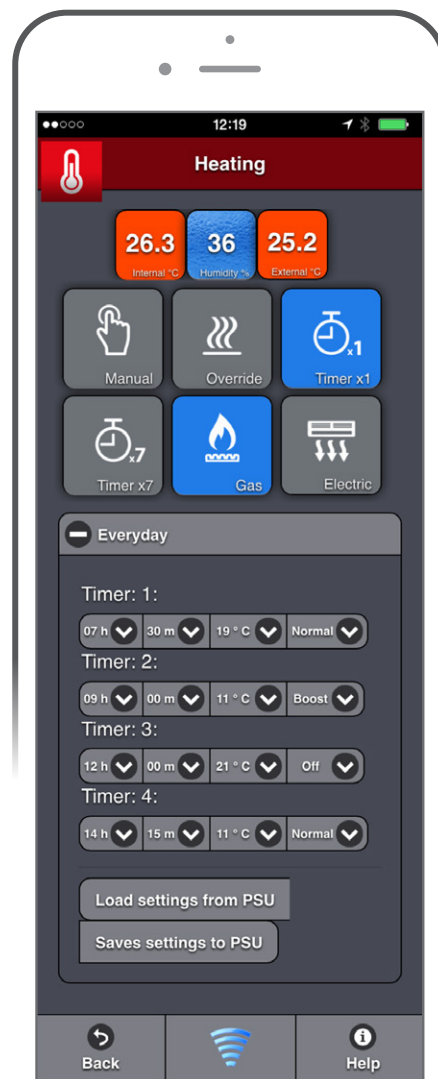 12:19
Heating
26.3 36 25.2
Internal °C Humidity % External °C
Manual Override x1 Timer x1
x7 Timer x7 Gas Electric
Everyday
Timer: 1:
07 h 30 m 19 ° C Normal
Timer: 2:
09 h 00 m 11 ° C Boost
Timer: 3:
12 h 00 m 21 ° C Off
Timer: 4:
14 h 15 m 11 ° C Normal
Load settings from PSU
Saves settings to PSU
Back Help